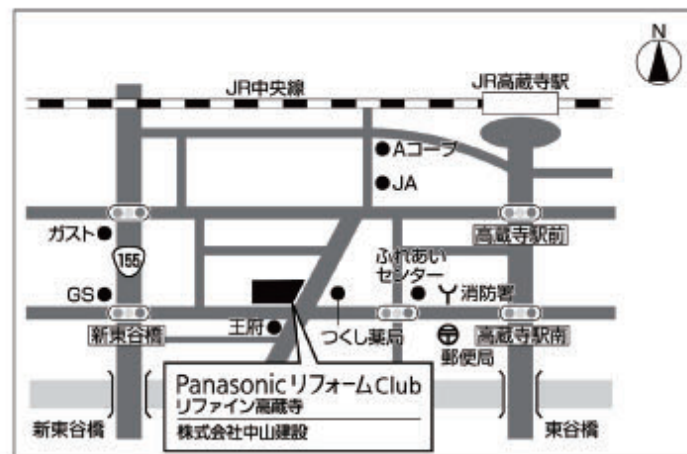 N
JR中央線
JR高蔵寺駅
Aコープ
JA
ガスト
高蔵寺駅前
155
ふれあい
センター
GS
消防署
新東谷橋
王府
つくし薬局
高蔵寺駅南
郵便局
Panasonic リフォームClub
リファイン高蔵寺
株式会社中山建設
新東谷橋
東谷橋